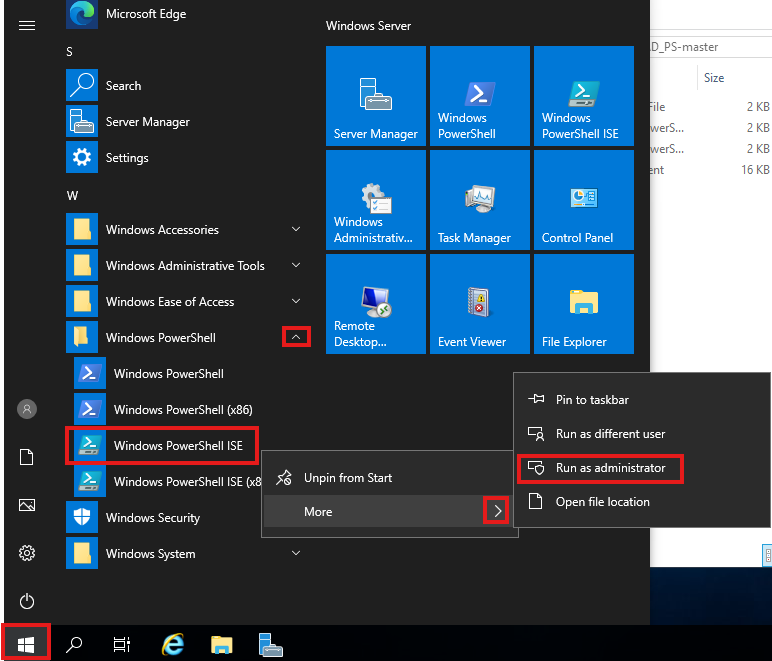 Microsoft Edge
S
Search
Server Manager
Settings
W
Windows Accessories
Windows Administrative Tools
Windows Ease of Access
Windows PowerShell
Windows PowerShell
Windows PowerShell (x86)
Windows PowerShell ISE
Windows PowerShell ISE (x8
Windows Security
Windows System
Windows Server
Server Manager
Windows
PowerShell
Windows
PowerShell ISE
Windows
Administrativ...
Task Manager
Control Panel
Remote
Desktop...
Event Viewer
File Explorer
Unpin from Start
More
Pin to taskbar
Run as different user
Run as administrator
Open file location
D_PS-master
Size
File 2 KB
werS... 2 KB
werS... 2 KB
ent 16 KB